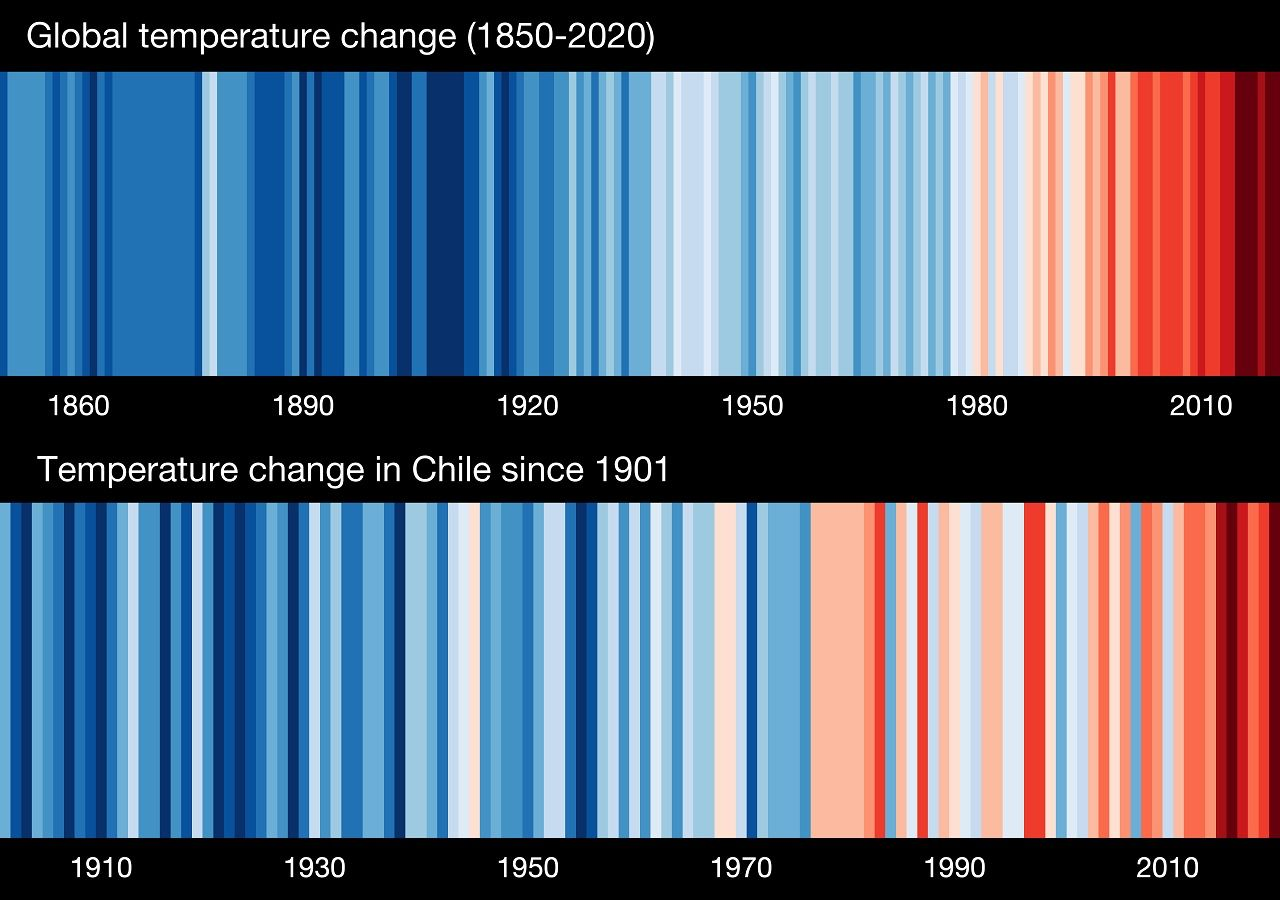 Global temperature change (1850-2020)
1860 1890 1920 1950 1980 2010
Temperature change in Chile since 1901
1910 1930 1950 1970 1990 2010